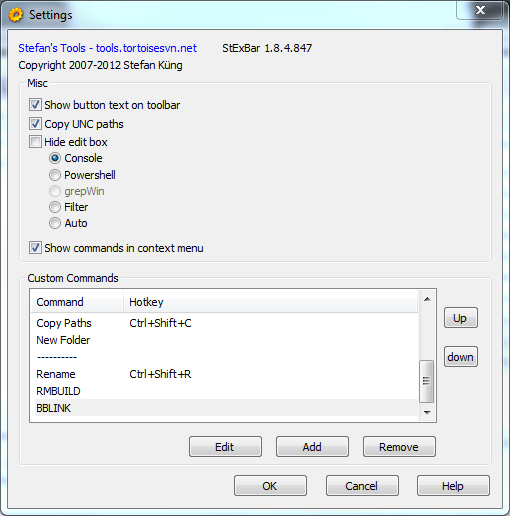 Settings
Stefan's Tools - tools.tortoisesvn.net StExBar 1.8.4.847
Copyright 2007-2012 Stefan Küng
Misc
Show button text on toolbar
Copy UNC paths
Hide edit box
Console
Powershell
grepWin
Filter
Auto
Show commands in context menu
Custom Commands
Command Hotkey
Copy Paths Ctrl+Shift+C
New Folder
----------
Rename Ctrl+Shift+R
RMBUILD
BBLINK
Up
down
Edit Add Remove
OK Cancel Help